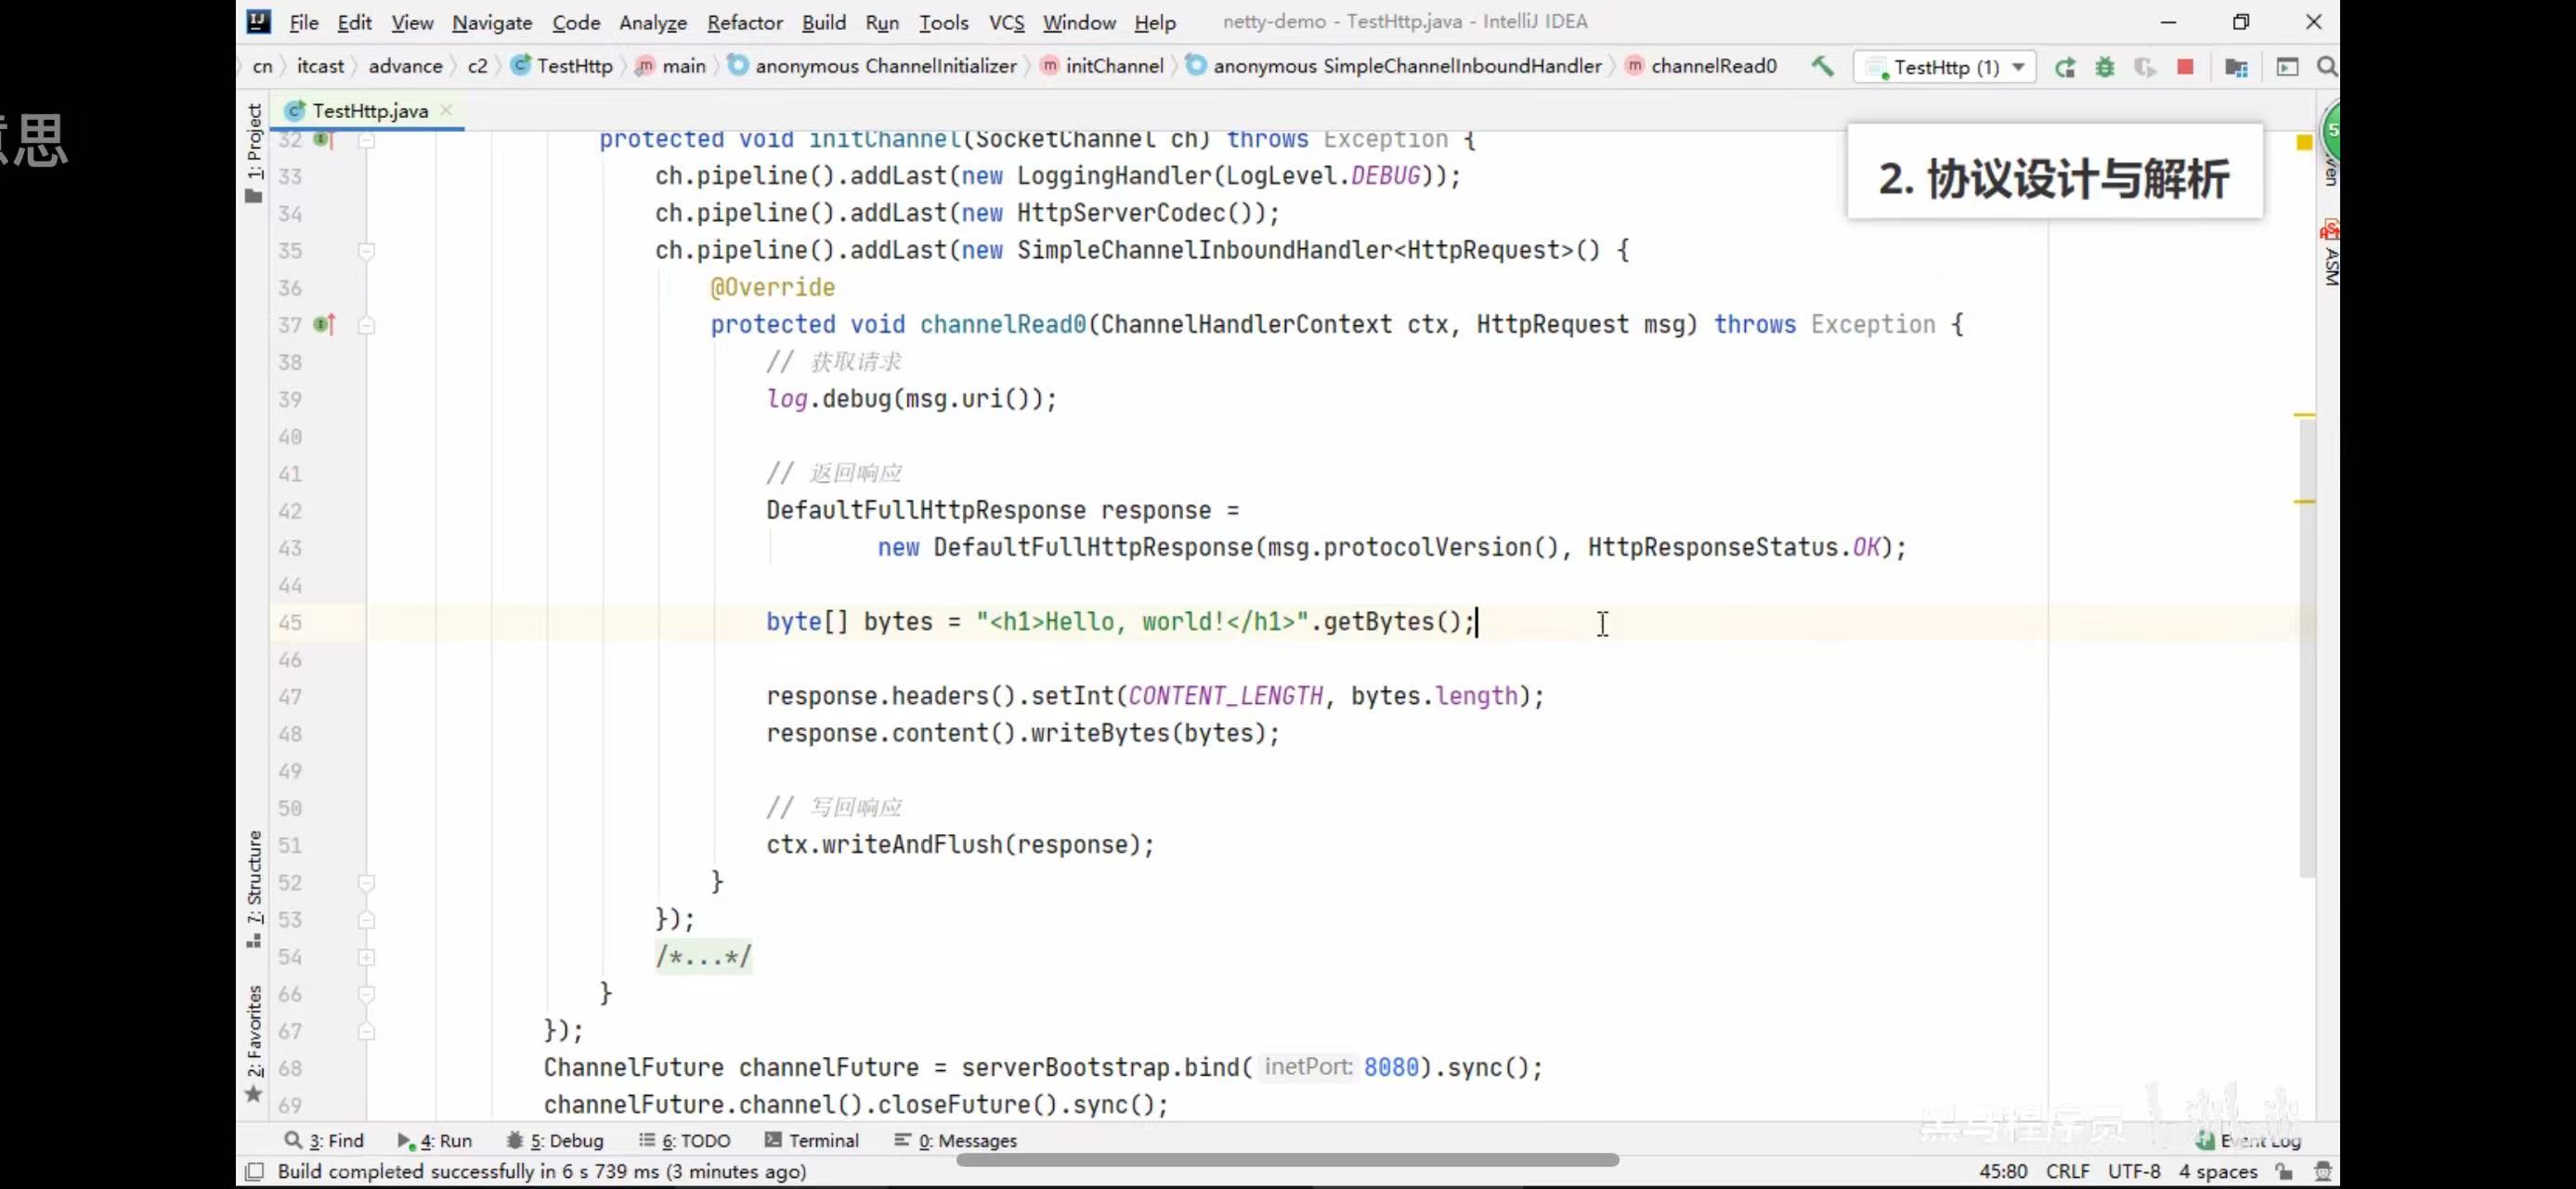 File Edit View Navigate Code Analyze Refactor Build Run Tools VCS Window Help netty-demo - TestHttp.java - IntelliJ IDEA
cn itcast advance c2 TestHttp main anonymous ChannelInitializer initChannel anonymous SimpleChannelInboundHandler channelRead0 TestHttp (1)
TestHttp.java
思
1: Project
2. 协议设计与解析
32 protected void initChannel(SocketChannel ch) throws Exception {
33 ch.pipeline().addLast(new LoggingHandler(LogLevel.DEBUG));
34 ch.pipeline().addLast(new HttpServerCodec());
35 ch.pipeline().addLast(new SimpleChannelInboundHandler<HttpRequest>() {
36 @Override
37 protected void channelRead0(ChannelHandlerContext ctx, HttpRequest msg) throws Exception {
38 // 获取请求
39 log.debug(msg.uri());
40
41 // 返回响应
42 DefaultFullHttpResponse response =
43 new DefaultFullHttpResponse(msg.protocolVersion(), HttpResponseStatus.OK);
44
45 byte[] bytes = "<h1>Hello, world!</h1>".getBytes();
46
47 response.headers().setInt(CONTENT_LENGTH, bytes.length);
48 response.content().writeBytes(bytes);
49
50 // 写回响应
51 ctx.writeAndFlush(response);
52 }
53 });
54 /*...*/
66 }
67 });
68 ChannelFuture channelFuture = serverBootstrap.bind( inetPort: 8080).sync();
69 channelFuture.channel().closeFuture().sync();
ASM
7: Structure
2: Favorites
黑马程序员
3: Find 4: Run 5: Debug 6: TODO Terminal 0: Messages Event Log
Build completed successfully in 6 s 739 ms (3 minutes ago) 45:80 CRLF UTF-8 4 spaces